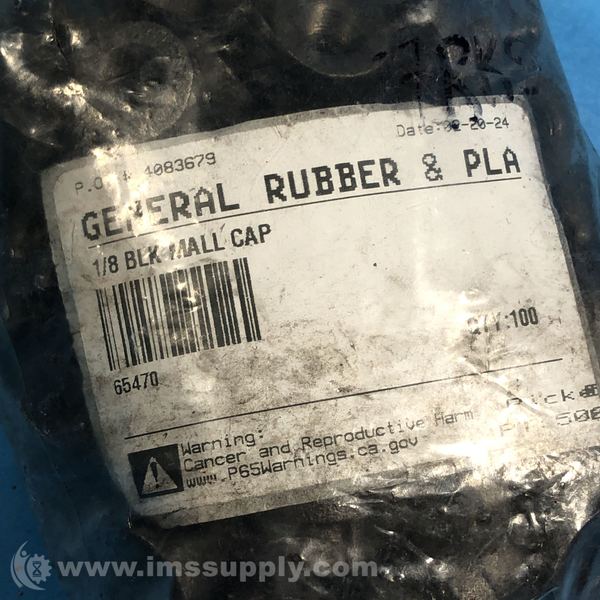 P.O. # 4083679
Date: 02-20-24
GENERAL RUBBER & PLA
1/8 BLK MALL CAP
65470
QTY:100
Warning:
Cancer and Reproductive Harm
www.P65Warnings.ca.gov
www.imssupply.com